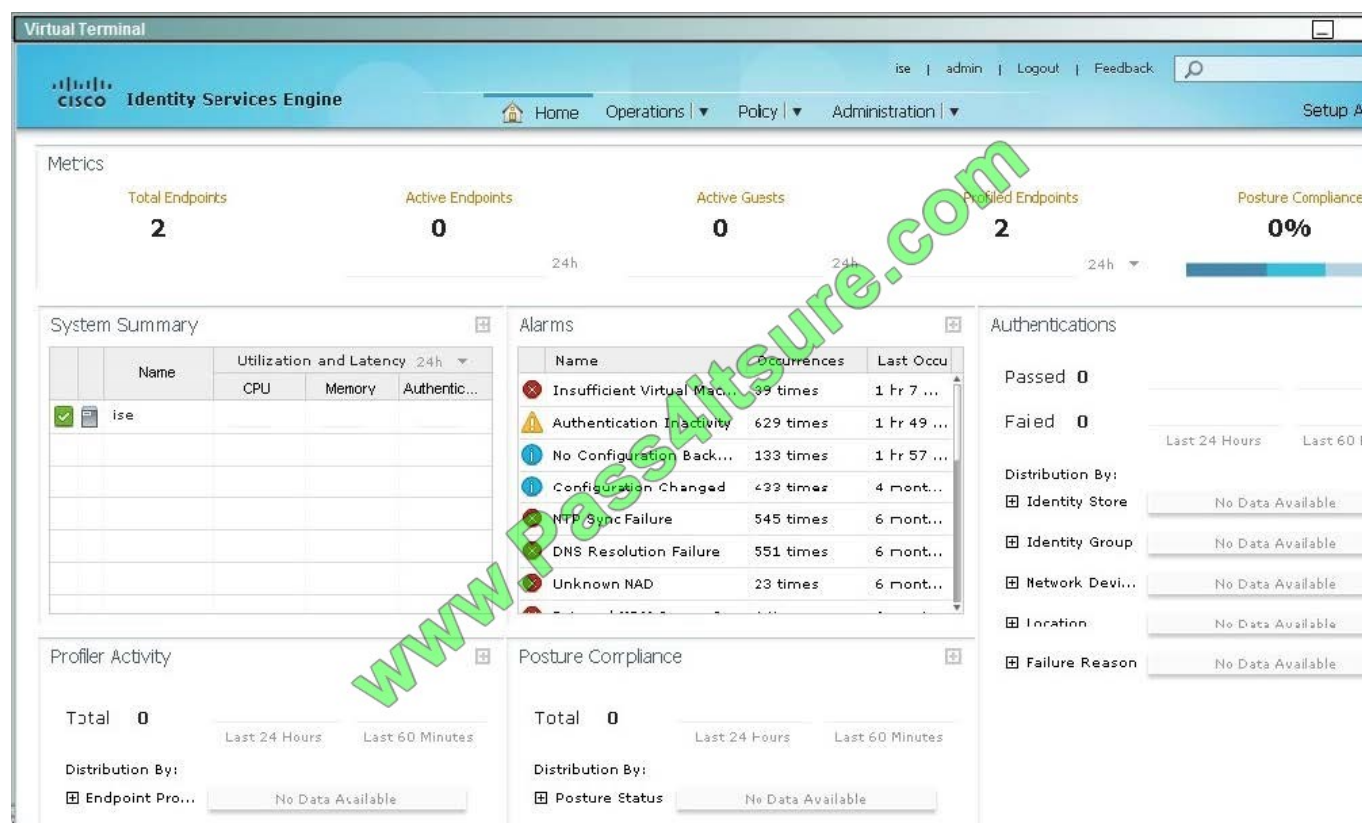 Virtual Terminal
ise | admin | Logout | Feedback
CISCO Identity Services Engine
Home Operations | ▼ Policy | ▼ Administration | ▼ Setup A
Metrics
Total Endpoints Active Endpoints Active Guests Profiled Endpoints Posture Compliance
2 0 0 2 0%
24h 24h 24h
System Summary
Name Utilization and Latency 24h
CPU Memory Authentic...
ise
Alarms
Name Occurrences Last Occu
Insufficient Virtual Mac... 39 times 1 hr 7 ...
Authentication Inactivity 629 times 1 hr 49 ...
No Configuration Back... 133 times 1 hr 57 ...
Configuration Changed 433 times 4 mont...
NTP Sync Failure 545 times 6 mont...
DNS Resolution Failure 551 times 6 mont...
Unknown NAD 23 times 6 mont...
Authentications
Passed 0
Failed 0
Last 24 Hours Last 60
Distribution By:
Identity Store No Data Available
Identity Group No Data Available
Network Devi... No Data Available
Location No Data Available
Failure Reason No Data Available
Profiler Activity
Total 0
Last 24 Hours Last 60 Minutes
Distribution By:
Endpoint Pro... No Data Available
Posture Compliance
Total 0
Last 24 Hours Last 60 Minutes
Distribution By:
Posture Status No Data Available
www.Pass4itsure.com